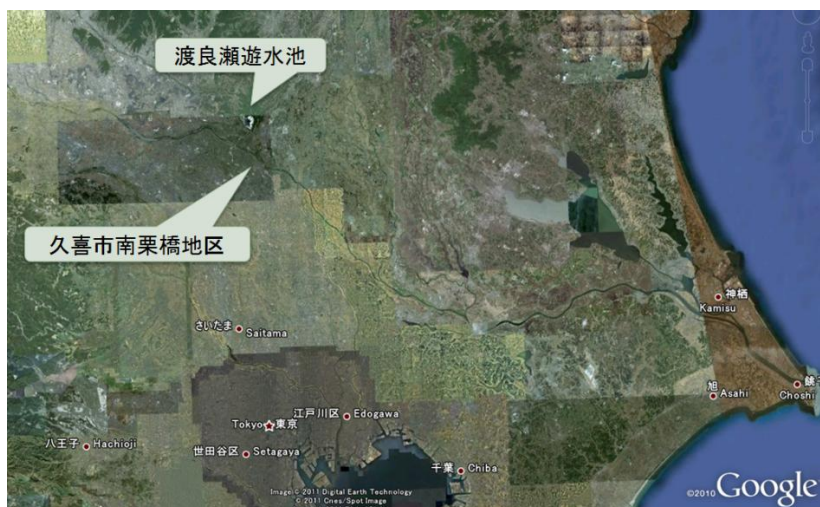 渡良瀬遊水池
久喜市南栗橋地区
神栖
Kamisu
さいたま
Saitama
銚子
Choshi
旭
Asahi
江戸川区
Edogawa
Tokyo
東京
八王子
Hachioji
世田谷区
Setagaya
千葉
Chiba
Image © 2011 Digital Earth Technology
© 2011 Cnes/Spot Image
©2010 Google